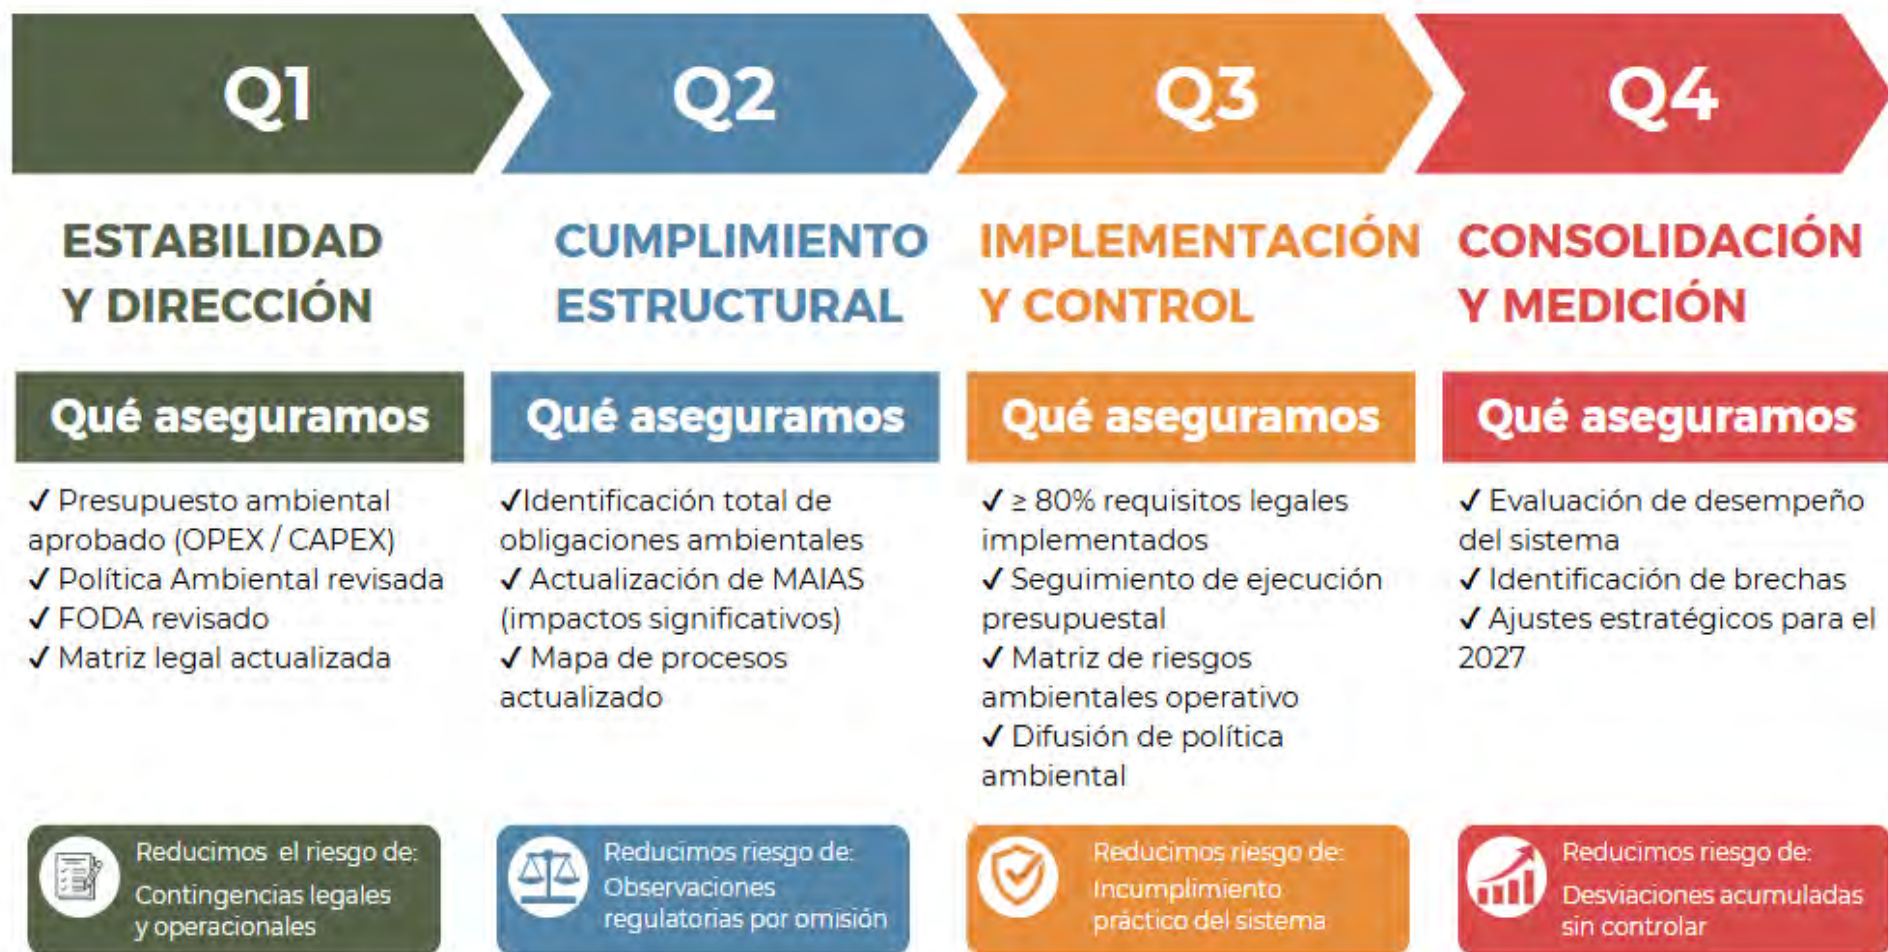 Q1
Q2
Q3
Q4
ESTABILIDAD
Y DIRECCIÓN
CUMPLIMIENTO
ESTRUCTURAL
IMPLEMENTACIÓN
Y CONTROL
CONSOLIDACIÓN
Y MEDICIÓN
Qué aseguramos
✓ Presupuesto ambiental
aprobado (OPEX / CAPEX)
✓ Política Ambiental revisada
✓ FODA revisado
✓ Matriz legal actualizada
Qué aseguramos
✓Identificación total de
obligaciones ambientales
✓ Actualización de MAIAS
(impactos significativos)
✓ Mapa de procesos
actualizado
Qué aseguramos
✓ ≥ 80% requisitos legales
implementados
✓ Seguimiento de ejecución
presupuestal
✓ Matriz de riesgos
ambientales operativo
✓ Difusión de política
ambiental
Qué aseguramos
✓ Evaluación de desempeño
del sistema
✓ Identificación de brechas
✓ Ajustes estratégicos para el
2027
Reducimos el riesgo de:
Contingencias legales
y operacionales
Reducimos riesgo de:
Observaciones
regulatorias por omisión
Reducimos riesgo de:
Incumplimiento
práctico del sistema
Reducimos riesgo de:
Desviaciones acumuladas
sin controlar